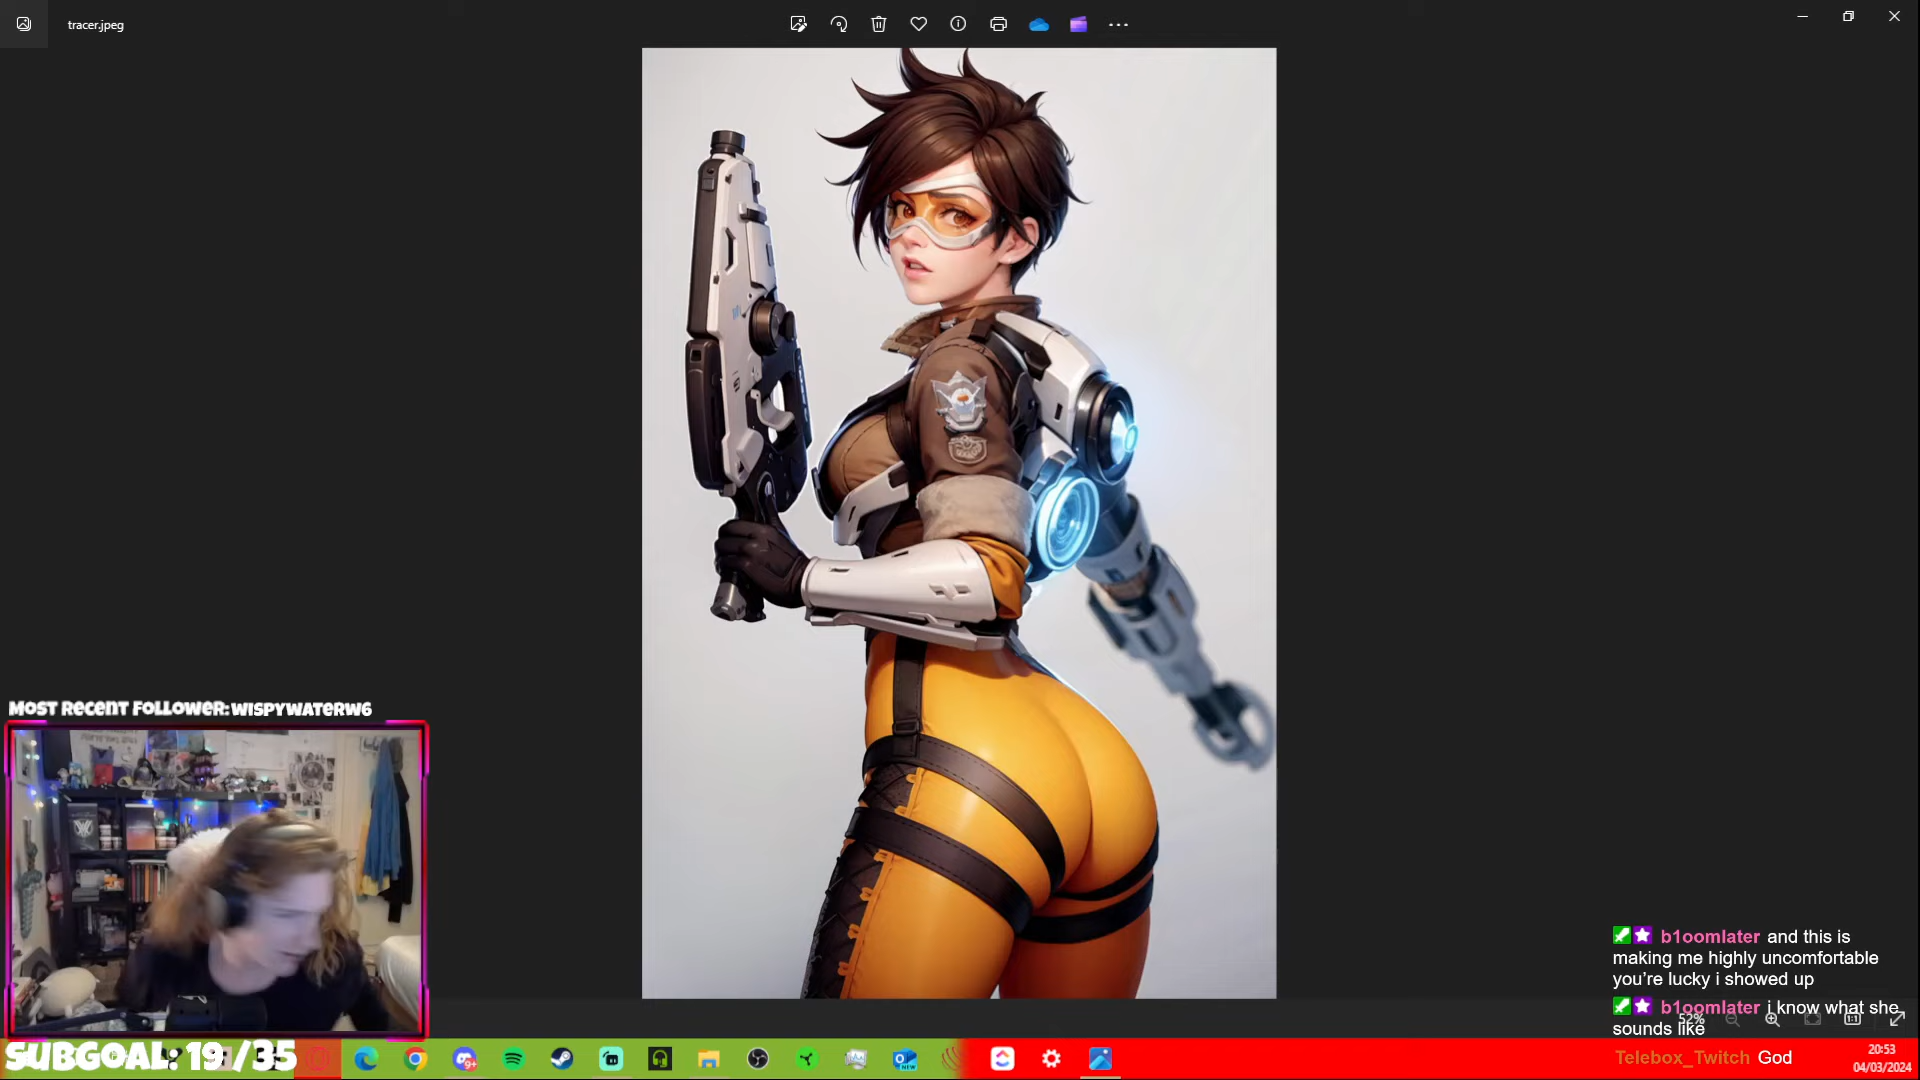 tracer.jpeg
MOST RECENT FOLLOWER:WISPYWATERW6
b1oomlater and this is
making me highly uncomfortable
you're lucky i showed up
b1oomlater i know what she
sounds like
52%
Telebox_Twitch God
SUBGOAL: 19/35
20:53
04/03/2024